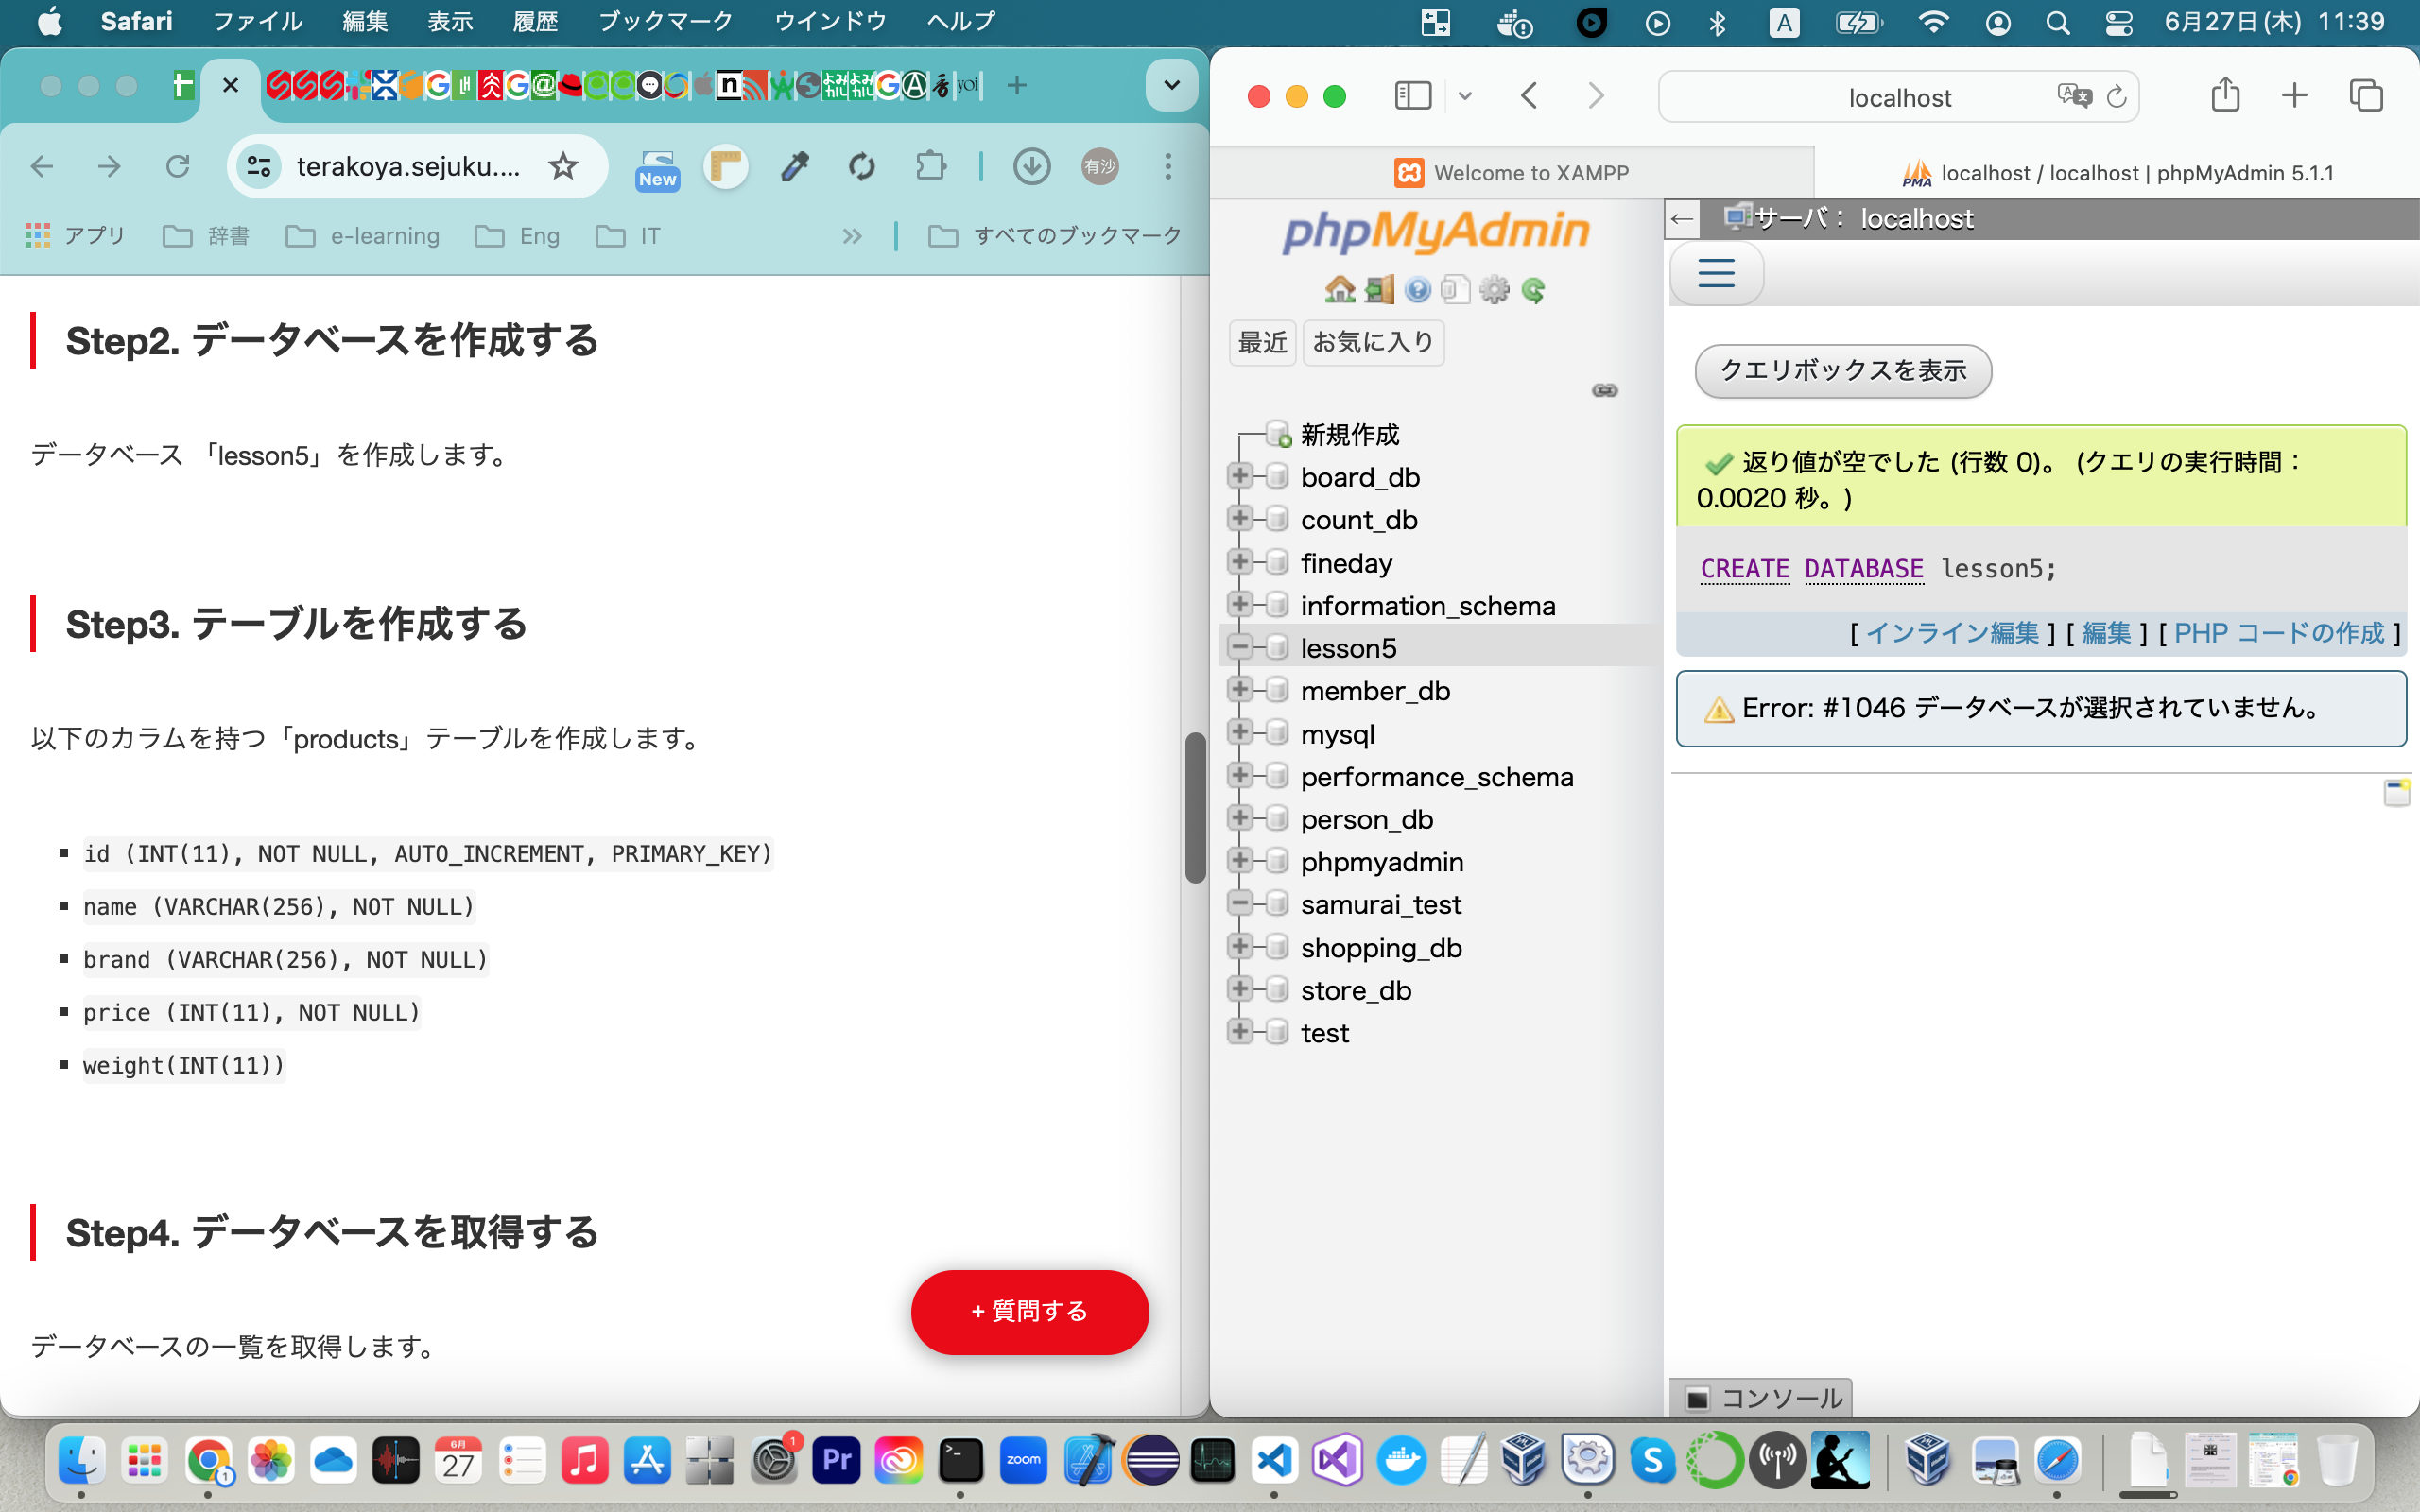 Safari ファイル 編集 表示 履歴 ブックマーク ウインドウ ヘルプ
A 6月27日(木) 11:39
terakoya.sejuku....
New
有沙
アプリ 辞書 e-learning Eng IT すべてのブックマーク
Step2. データベースを作成する
データベース 「lesson5」を作成します。
Step3. テーブルを作成する
以下のカラムを持つ「products」テーブルを作成します。
id (INT(11), NOT NULL, AUTO_INCREMENT, PRIMARY_KEY)
name (VARCHAR(256), NOT NULL)
brand (VARCHAR(256), NOT NULL)
price (INT(11), NOT NULL)
weight(INT(11))
Step4. データベースを取得する
データベースの一覧を取得します。
+ 質問する
localhost
Welcome to XAMPP
PMA localhost / localhost | phpMyAdmin 5.1.1
phpMyAdmin
最近 お気に入り
新規作成
board_db
count_db
fineday
information_schema
lesson5
member_db
mysql
performance_schema
person_db
phpmyadmin
samurai_test
shopping_db
store_db
test
← サーバ: localhost
クエリボックスを表示
返り値が空でした (行数 0)。 (クエリの実行時間:
0.0020 秒。)
CREATE DATABASE lesson5;
[ インライン編集 ] [ 編集 ] [ PHP コードの作成 ]
Error: #1046 データベースが選択されていません。
コンソール
1 6月 27 1 Pr zoom S